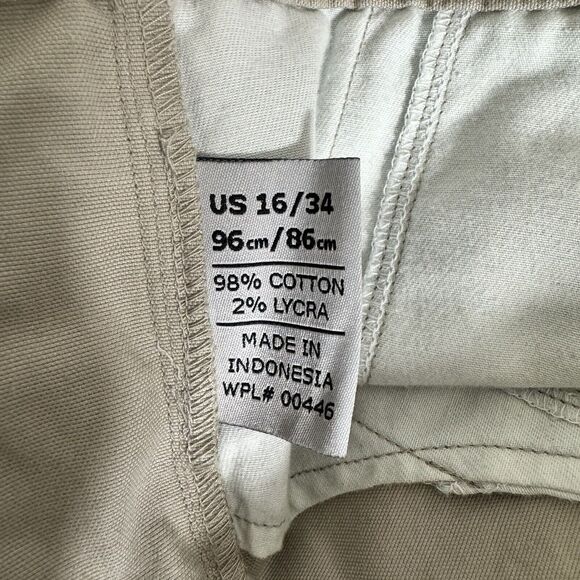 US 16/34
96cm/86cm
98% COTTON
2% LYCRA
MADE IN
INDONESIA
WPL# 00446